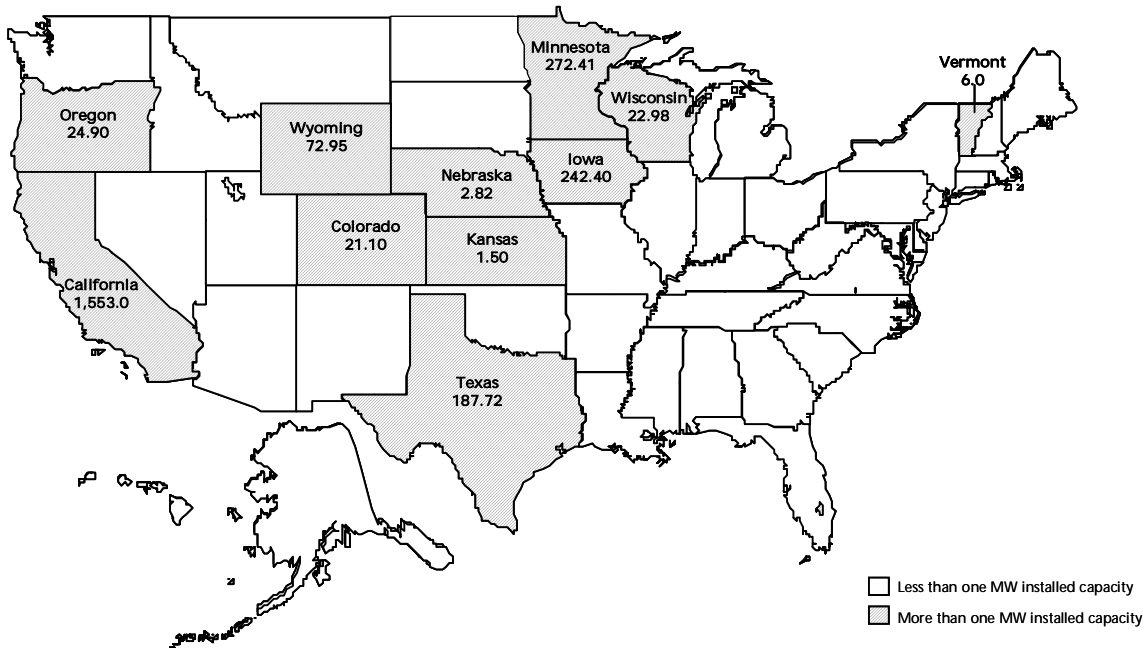 Minnesota
272.41
Vermont
6.0
Wisconsin
22.98
Oregon
24.90
Wyoming
72.95
Iowa
242.40
Nebraska
2.82
Colorado
21.10
Kansas
1.50
California
1,553.0
Texas
187.72
Less than one MW installed capacity
More than one MW installed capacity